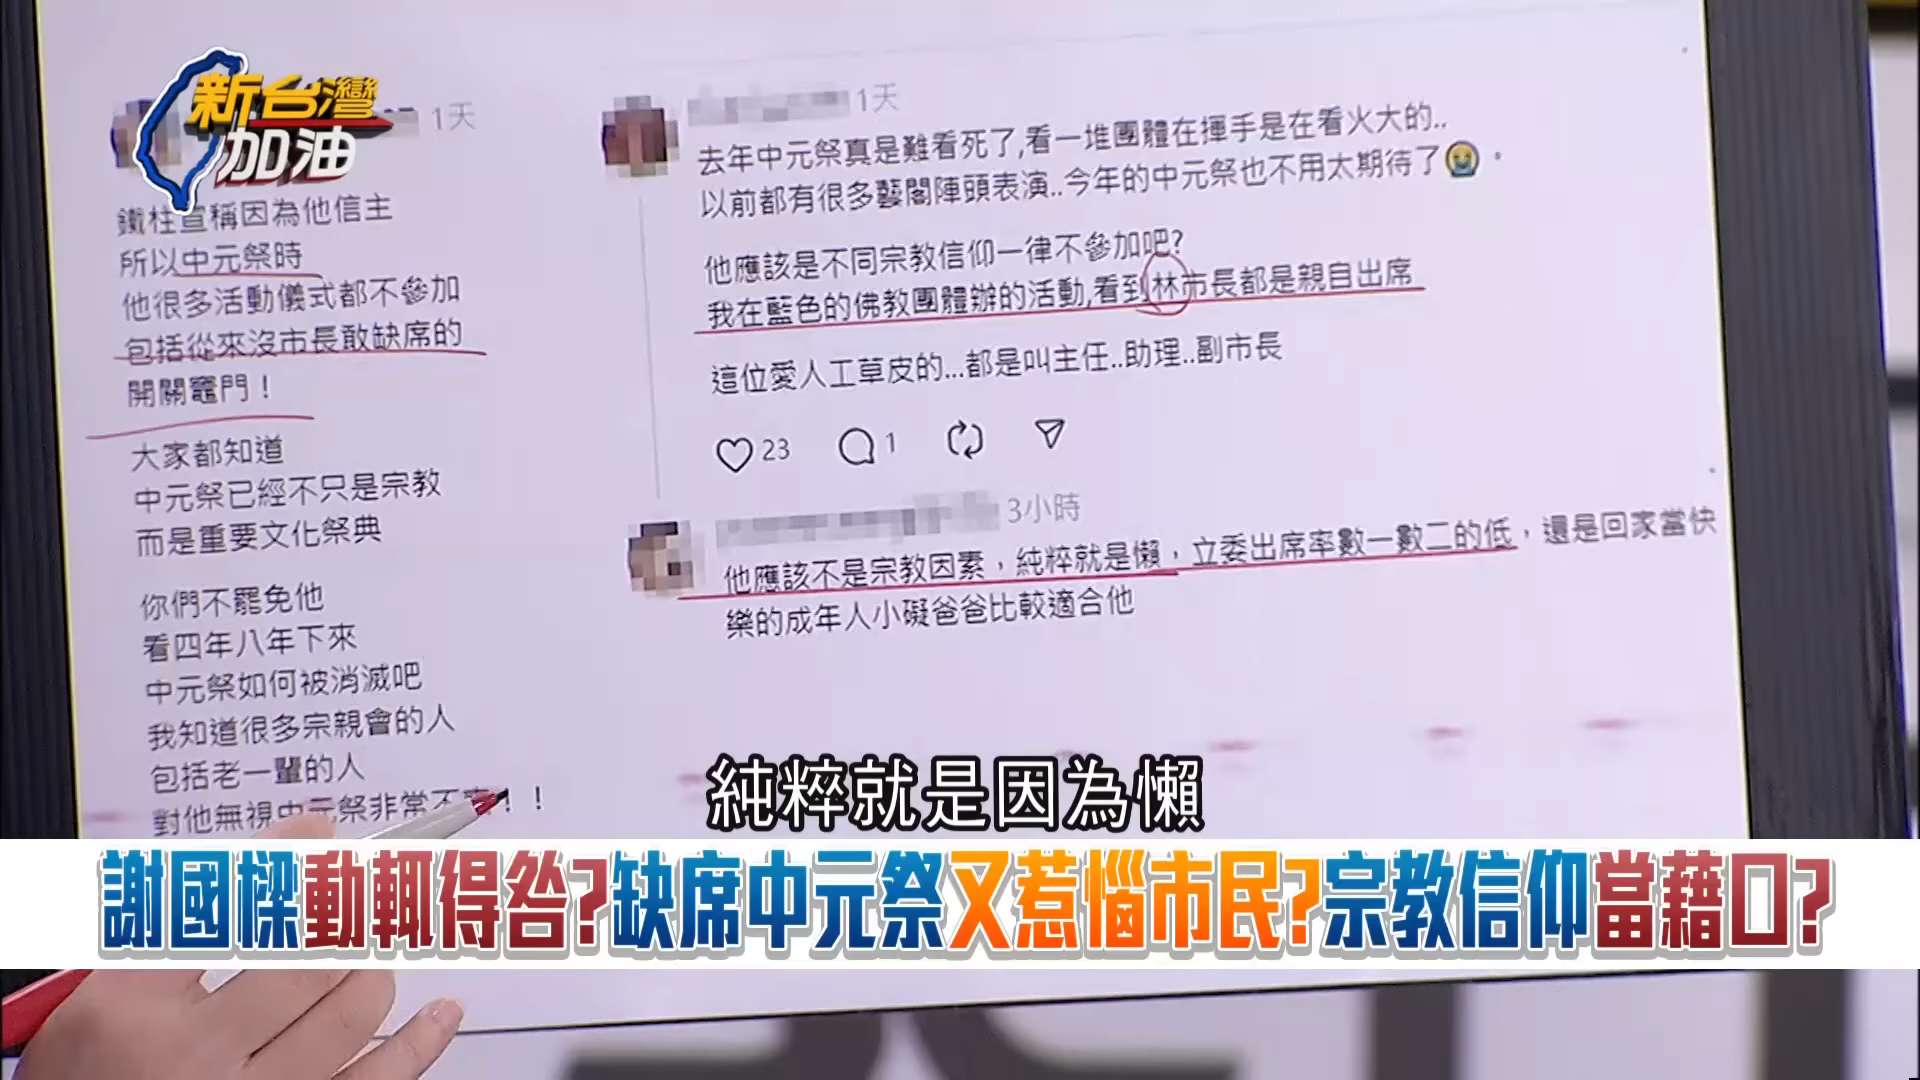 新台灣
加油
1天
鐵柱宣稱因為他信主
所以中元祭時
他很多活動儀式都不參加
包括從來沒市長敢缺席的
開關龕門！
大家都知道
中元祭已經不只是宗教
而是重要文化祭典
你們不罷免他
看四年八年下來
中元祭如何被消滅吧
我知道很多宗親會的人
包括老一輩的人
對他無視中元祭非常不！！
1天
去年中元祭真是難看死了,看一堆團體在揮手是在看火大的..
以前都有很多藝閣陣頭表演..今年的中元祭也不用太期待了😭。
他應該是不同宗教信仰一律不參加吧?
我在藍色的佛教團體辦的活動,看到林市長都是親自出席
這位愛人工草皮的...都是叫主任..助理..副市長
23 1
3小時
他應該不是宗教因素，純粹就是懶，立委出席率數一數二的低，還是回家當快
樂的成年人小礙爸爸比較適合他
純粹就是因為懶
謝國樑動輒得咎?缺席中元祭又惹惱市民?宗教信仰當藉口?